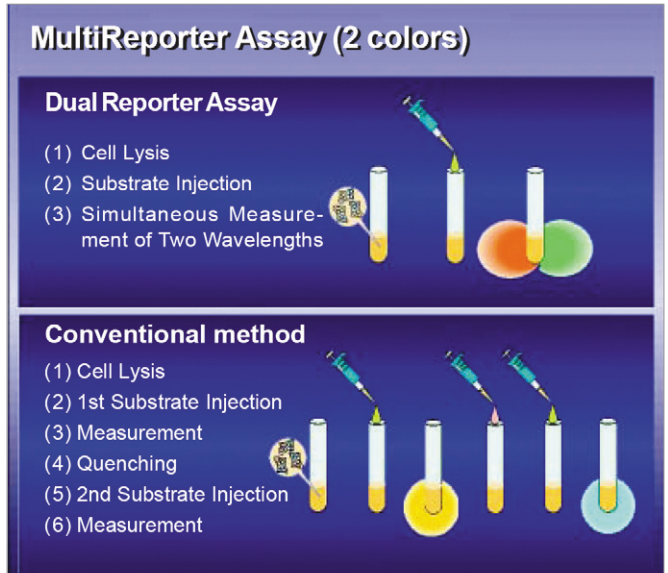 MultiReporter Assay (2 colors)
Dual Reporter Assay
(1) Cell Lysis
(2) Substrate Injection
(3) Simultaneous Measure-
ment of Two Wavelengths
Conventional method
(1) Cell Lysis
(2) 1st Substrate Injection
(3) Measurement
(4) Quenching
(5) 2nd Substrate Injection
(6) Measurement